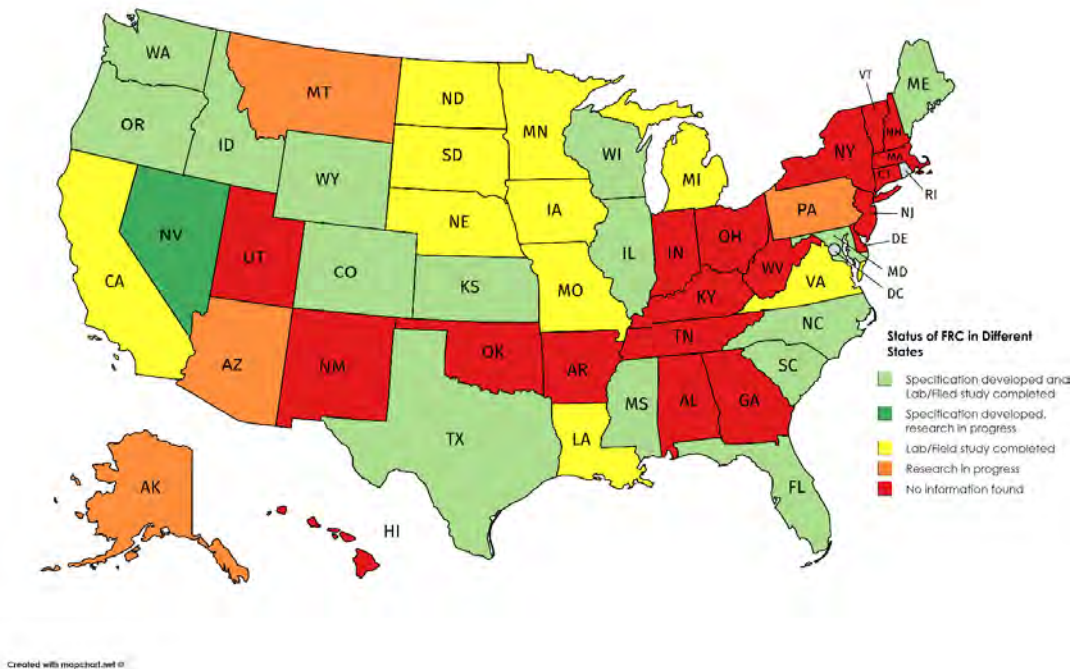 WA
MT
ND
MN
VT
ME
OR
ID
SD
WI
NY
NH
MA
CT
RI
WY
MI
NE
IA
PA
NJ
NV
UT
CO
IL
IN
OH
DE
CA
KS
MO
WV
VA
MD
DC
KY
AZ
NM
OK
AR
TN
NC
SC
TX
LA
MS
AL
GA
FL
AK
HI
Status of FRC in Different
States
Specification developed and
Lab/Flied study completed
Specification developed,
research in progress
Lab/Field study completed
Research in progress
No information found
Created with mapchart.net ©